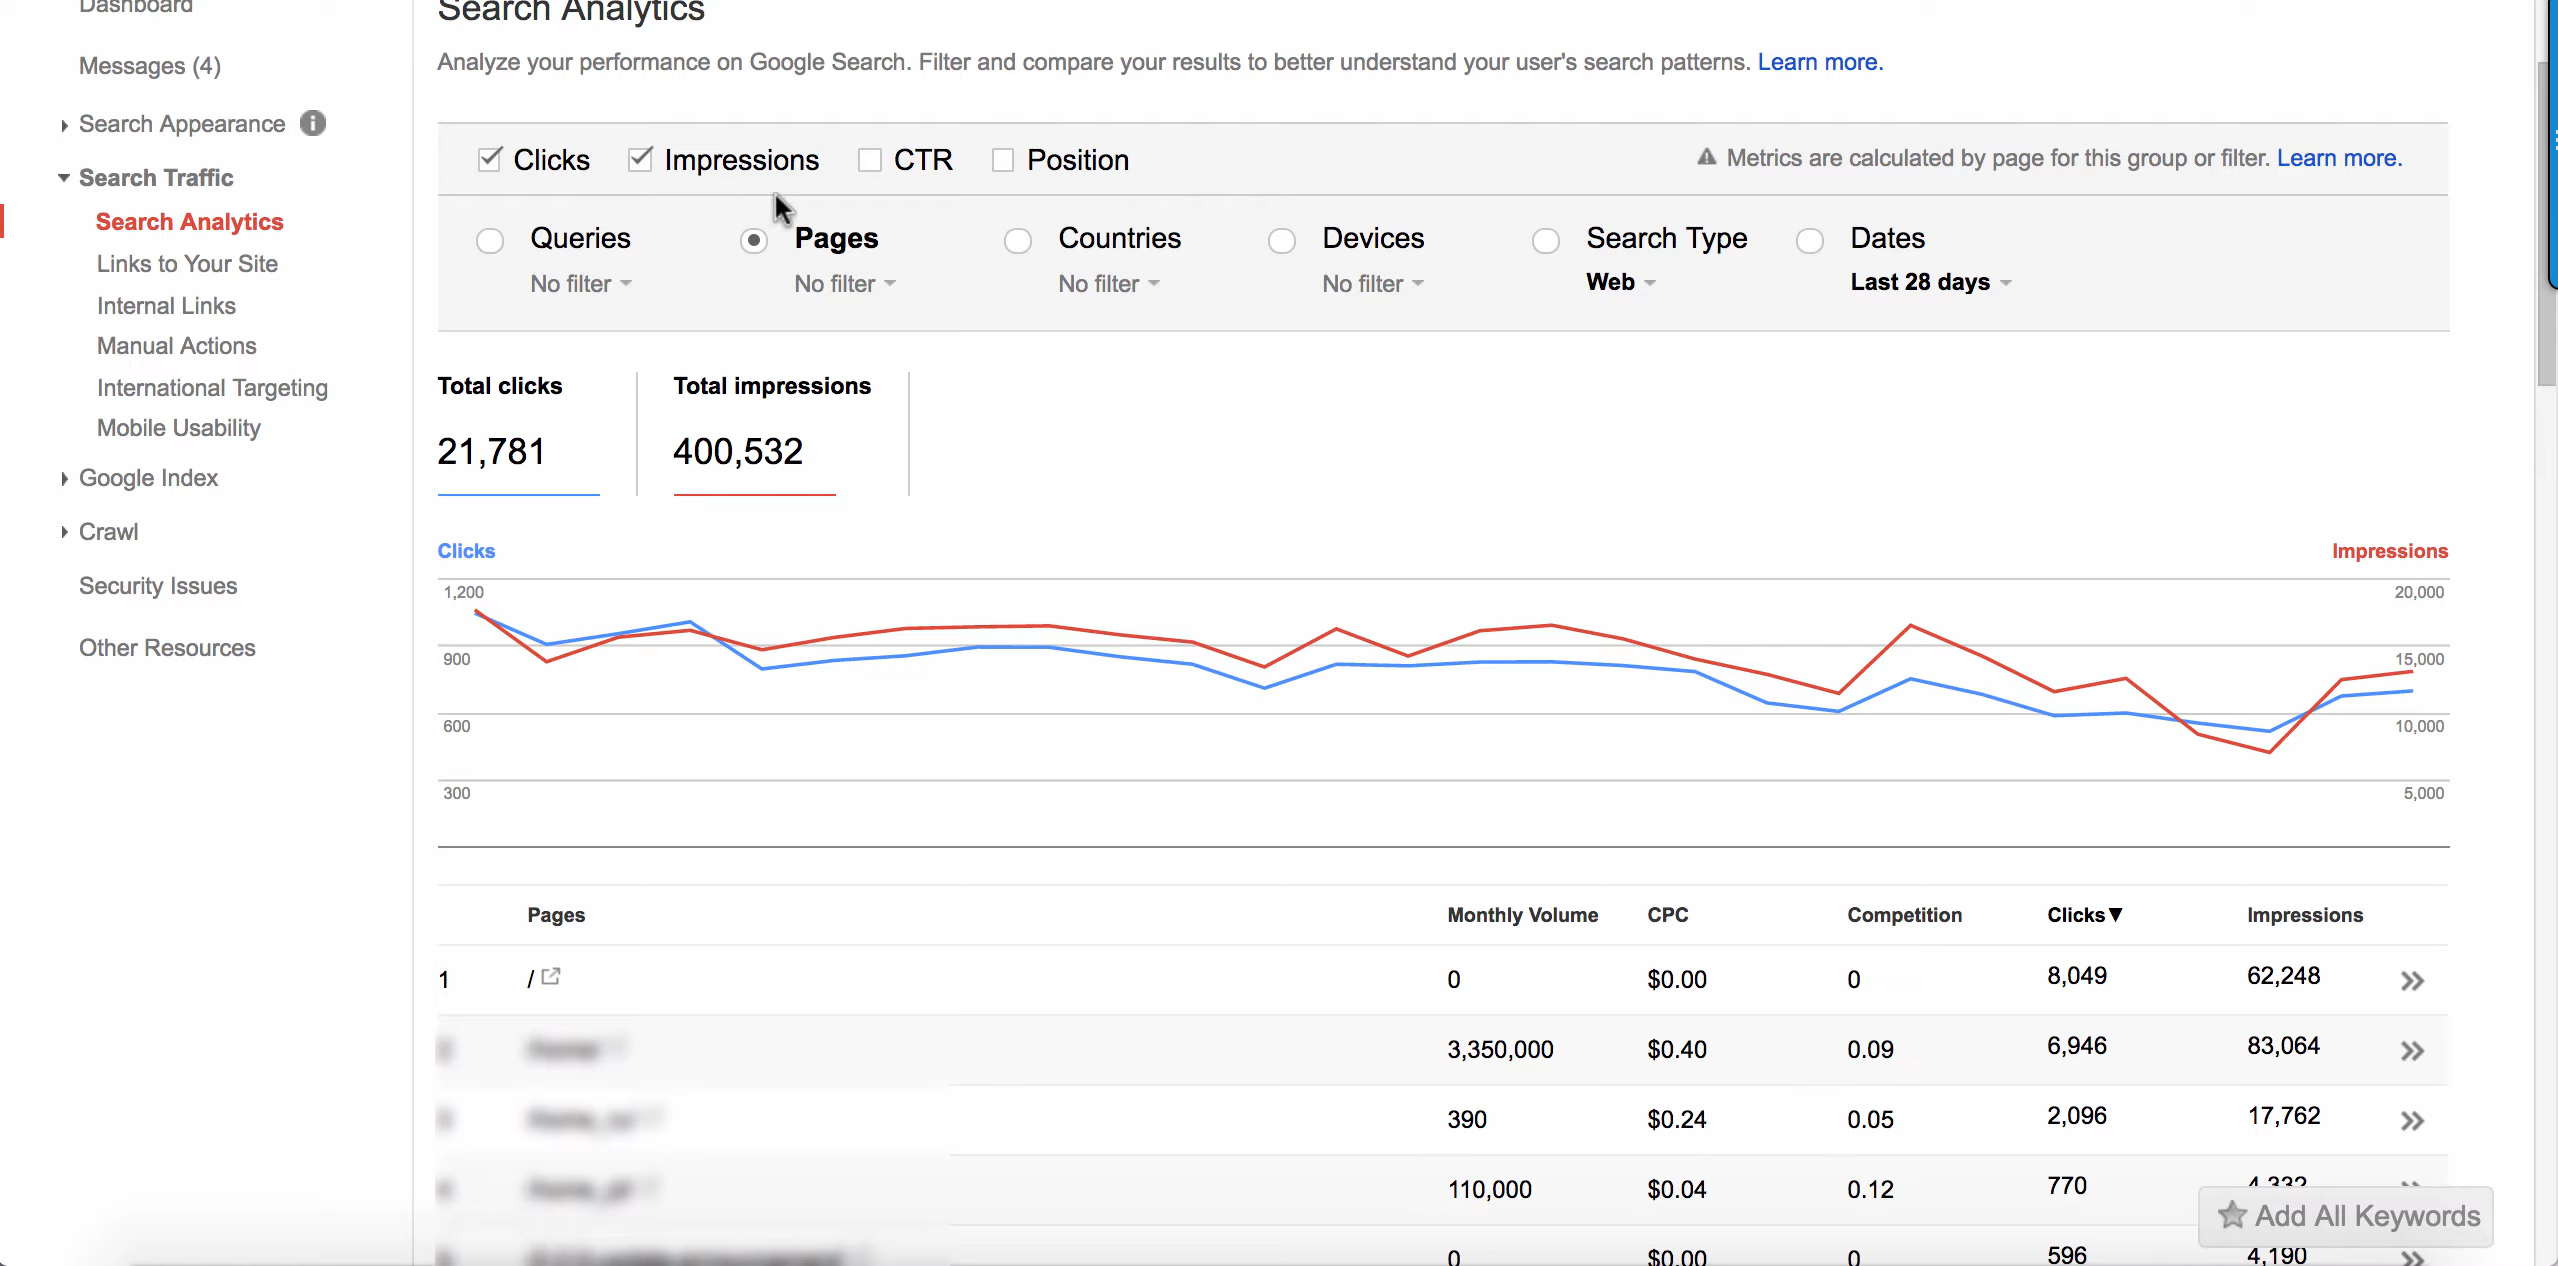 Dashboard
Messages (4)
Search Appearance
Search Traffic
Search Analytics
Links to Your Site
Internal Links
Manual Actions
International Targeting
Mobile Usability
Google Index
Crawl
Security Issues
Other Resources
Search Analytics
Analyze your performance on Google Search. Filter and compare your results to better understand your user's search patterns. Learn more.
Clicks Impressions CTR Position Metrics are calculated by page for this group or filter. Learn more.
Queries Pages Countries Devices Search Type Dates
No filter No filter No filter No filter Web Last 28 days
Total clicks Total impressions
21,781 400,532
Clicks Impressions
1,200 20,000
900 15,000
600 10,000
300 5,000
Pages Monthly Volume CPC Competition Clicks▼ Impressions
1 / 0 $0.00 0 8,049 62,248
3,350,000 $0.40 0.09 6,946 83,064
390 $0.24 0.05 2,096 17,762
110,000 $0.04 0.12 770 4,332
Add All Keywords
0 $0.00 0 596 4,190